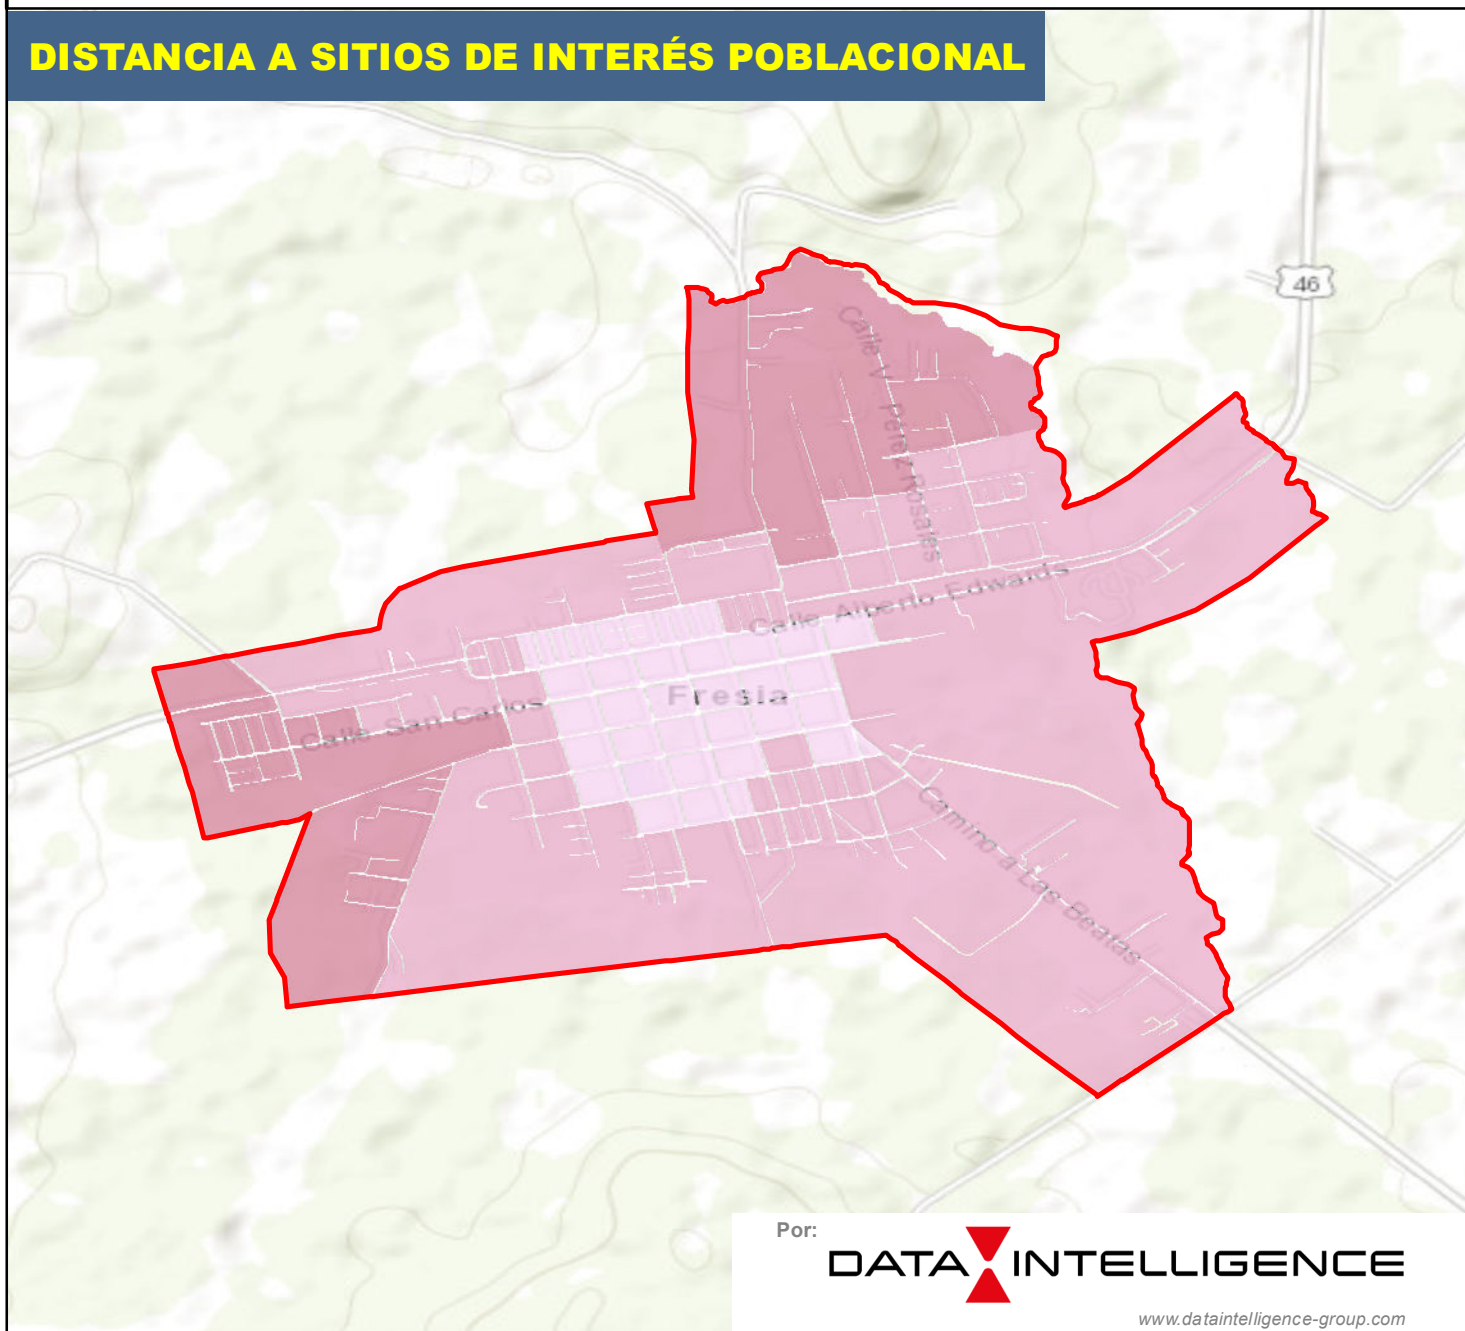 DISTANCIA A SITIOS DE INTERÉS POBLACIONAL
46
Calle V. Pérez Rosales
Calle Alberto Edwards
Fresia
Calle San Carlos
Camino a Las Beatas
Por:
DATA INTELLIGENCE
www.dataintelligence-group.com